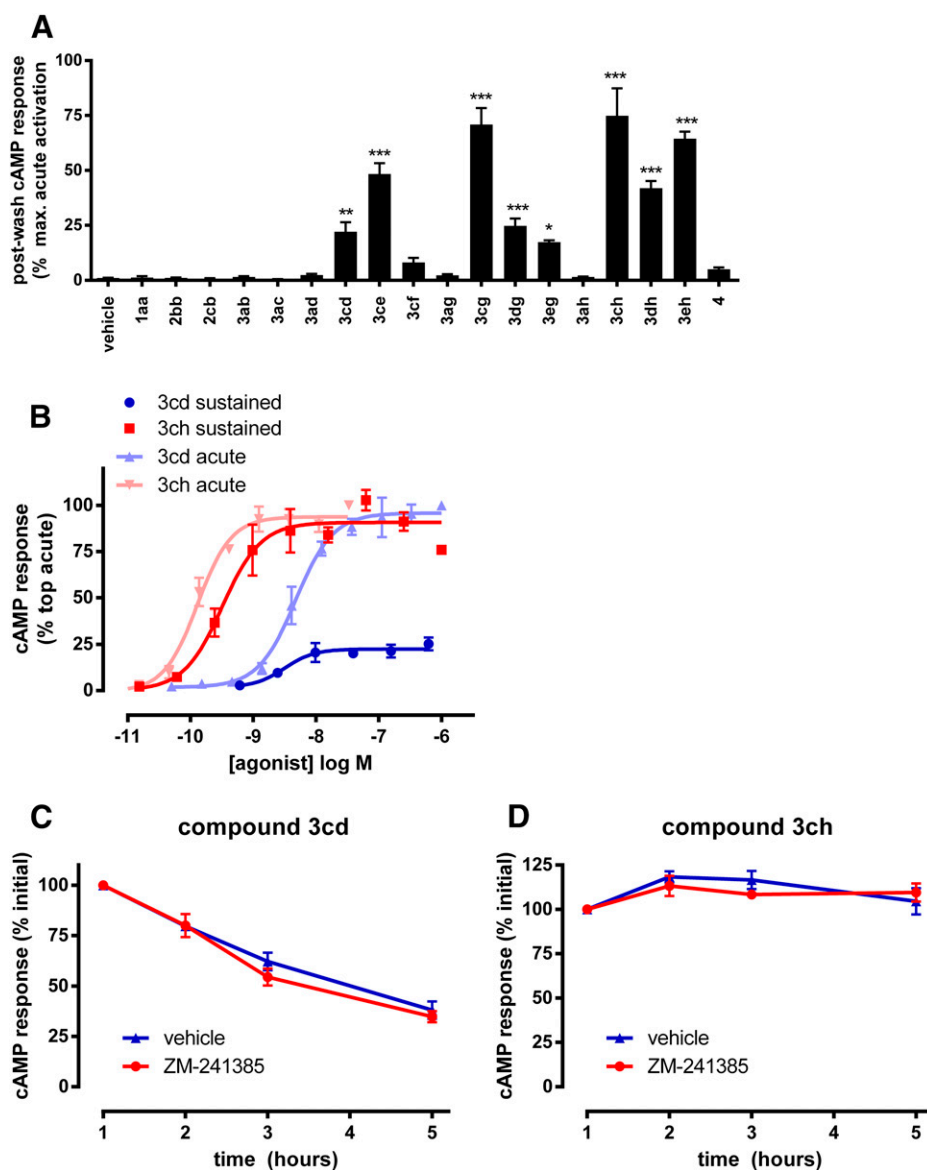 A
post-wash cAMP response
(% max. acute activation
100
75
50
25
0
**
***
***
***
*
***
***
***
vehicle
1aa
2bb
2cb
3ab
3ac
3ad
3cd
3ce
3cf
3ag
3cg
3dg
3eg
3ah
3ch
3dh
3eh
4
B
3cd sustained
3ch sustained
3cd acute
3ch acute
cAMP response
(% top acute)
100
75
50
25
0
-11 -10 -9 -8 -7 -6
[agonist] log M
C
compound 3cd
cAMP response (% initial)
100
75
50
25
0
vehicle
ZM-241385
1 2 3 4 5
time (hours)
D
compound 3ch
cAMP response (% initial)
125
100
75
50
25
0
vehicle
ZM-241385
1 2 3 4 5
time (hours)